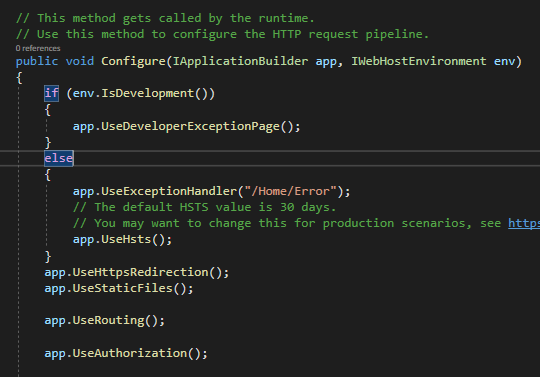 // This method gets called by the runtime.
// Use this method to configure the HTTP request pipeline.
0 references
public void Configure(IApplicationBuilder app, IWebHostEnvironment env)
{
if (env.IsDevelopment())
{
app.UseDeveloperExceptionPage();
}
else
{
app.UseExceptionHandler("/Home/Error");
// The default HSTS value is 30 days.
// You may want to change this for production scenarios, see https
app.UseHsts();
}
app.UseHttpsRedirection();
app.UseStaticFiles();
app.UseRouting();
app.UseAuthorization();